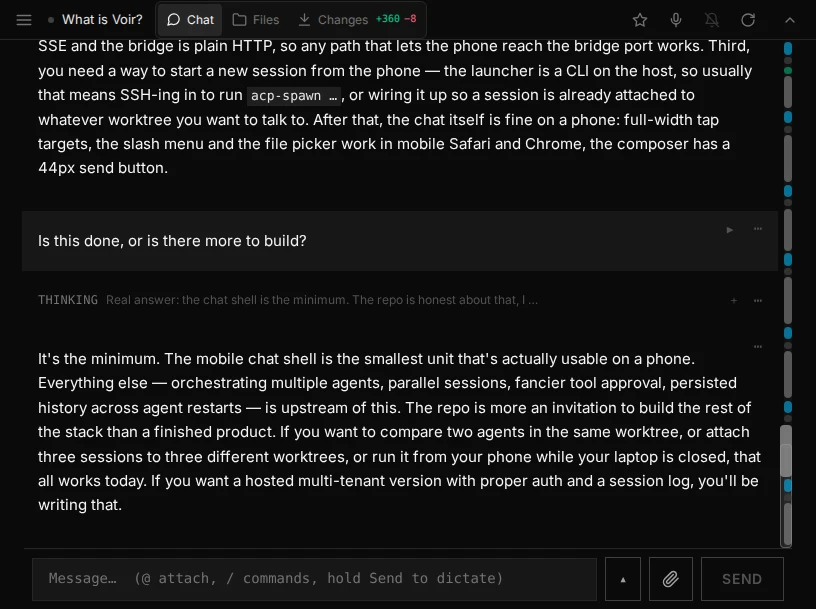 What is Voir?
Chat
Files
Changes +360 −8
SSE and the bridge is plain HTTP, so any path that lets the phone reach the bridge port works. Third,
you need a way to start a new session from the phone — the launcher is a CLI on the host, so usually
that means SSH-ing in to run acp-spawn …, or wiring it up so a session is already attached to
whatever worktree you want to talk to. After that, the chat itself is fine on a phone: full-width tap
targets, the slash menu and the file picker work in mobile Safari and Chrome, the composer has a
44px send button.
Is this done, or is there more to build?
THINKING Real answer: the chat shell is the minimum. The repo is honest about that, I …
It's the minimum. The mobile chat shell is the smallest unit that's actually usable on a phone.
Everything else — orchestrating multiple agents, parallel sessions, fancier tool approval, persisted
history across agent restarts — is upstream of this. The repo is more an invitation to build the rest of
the stack than a finished product. If you want to compare two agents in the same worktree, or attach
three sessions to three different worktrees, or run it from your phone while your laptop is closed, that
all works today. If you want a hosted multi-tenant version with proper auth and a session log, you'll be
writing that.
Message… (@ attach, / commands, hold Send to dictate)
SEND